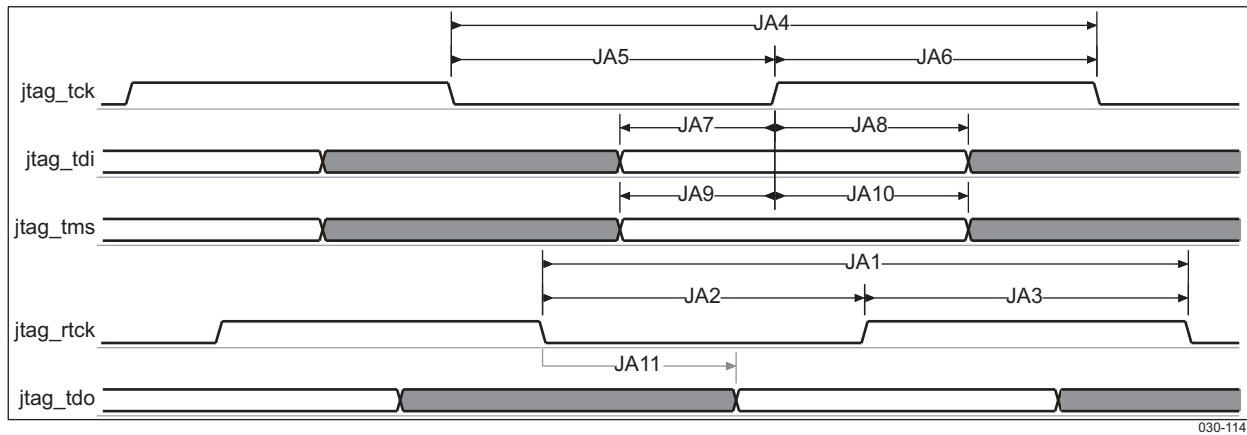 JA4
JA5 JA6
jtag_tck
JA7 JA8
jtag_tdi
JA9 JA10
jtag_tms
JA1
JA2 JA3
jtag_rtck
JA11
jtag_tdo
030-114